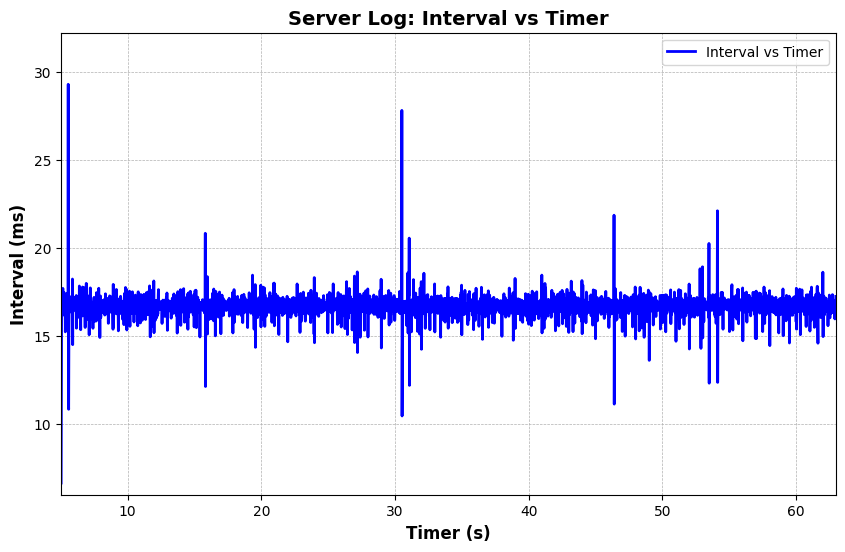 Server Log: Interval vs Timer
Interval vs Timer
30
25
20
15
10
Interval (ms)
10 20 30 40 50 60
Timer (s)